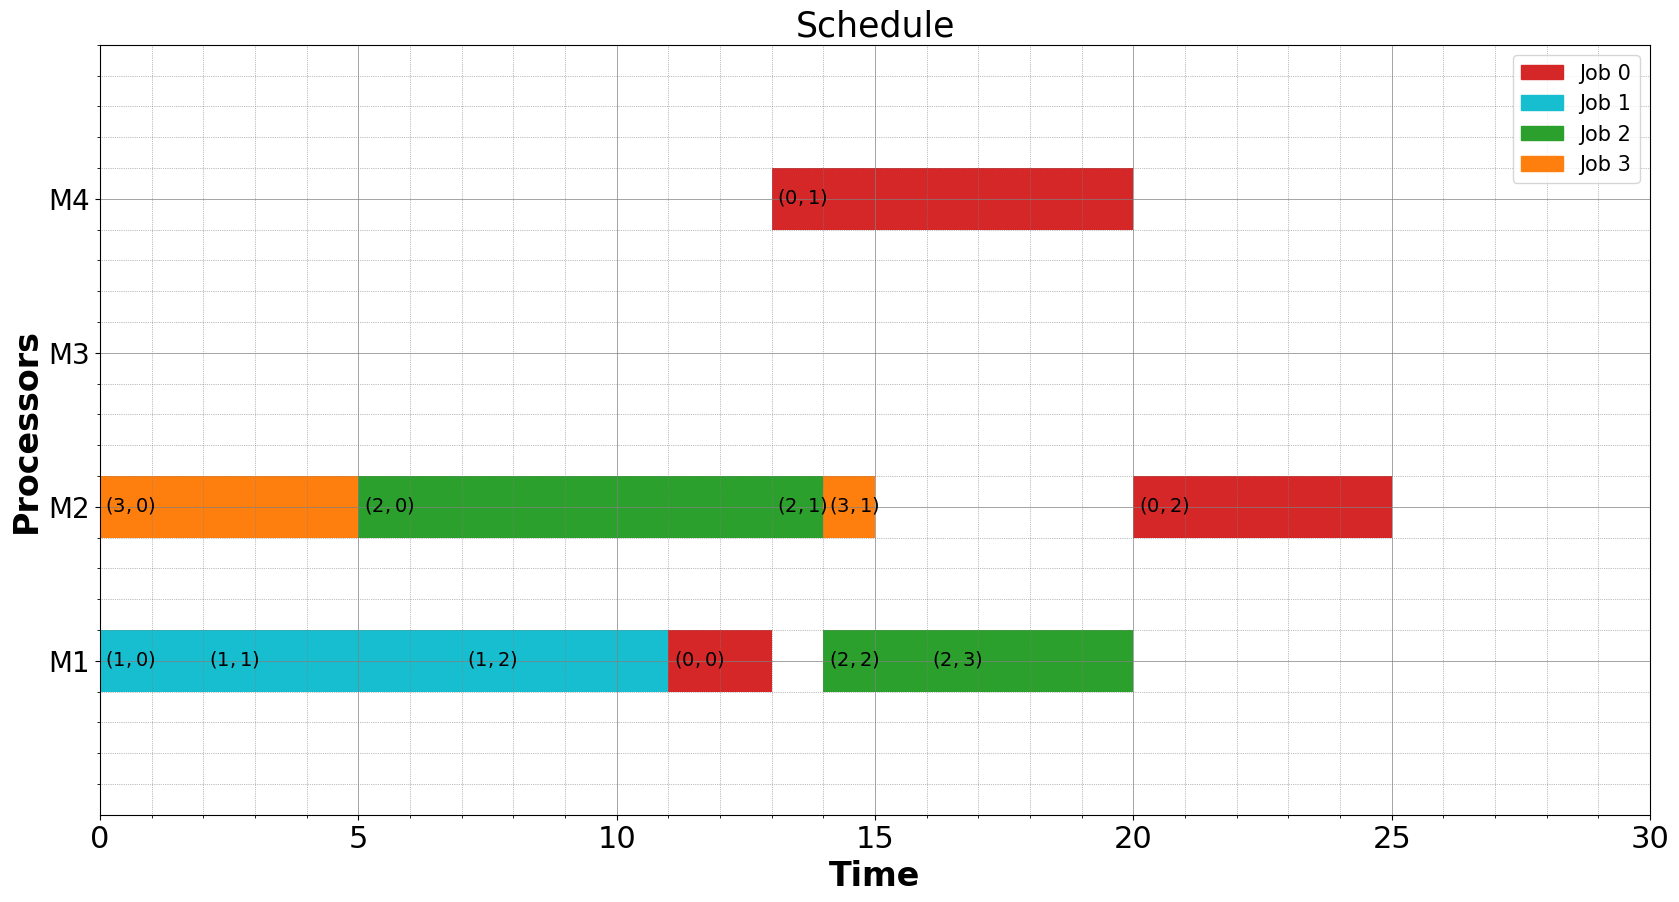 Schedule
Job 0
Job 1
Job 2
Job 3
M4
(0, 1)
M3
Processors
M2
(3, 0) (2, 0) (2, 1) (3, 1) (0, 2)
M1
(1, 0) (1, 1) (1, 2) (0, 0) (2, 2) (2, 3)
0 5 10 15 20 25 30
Time